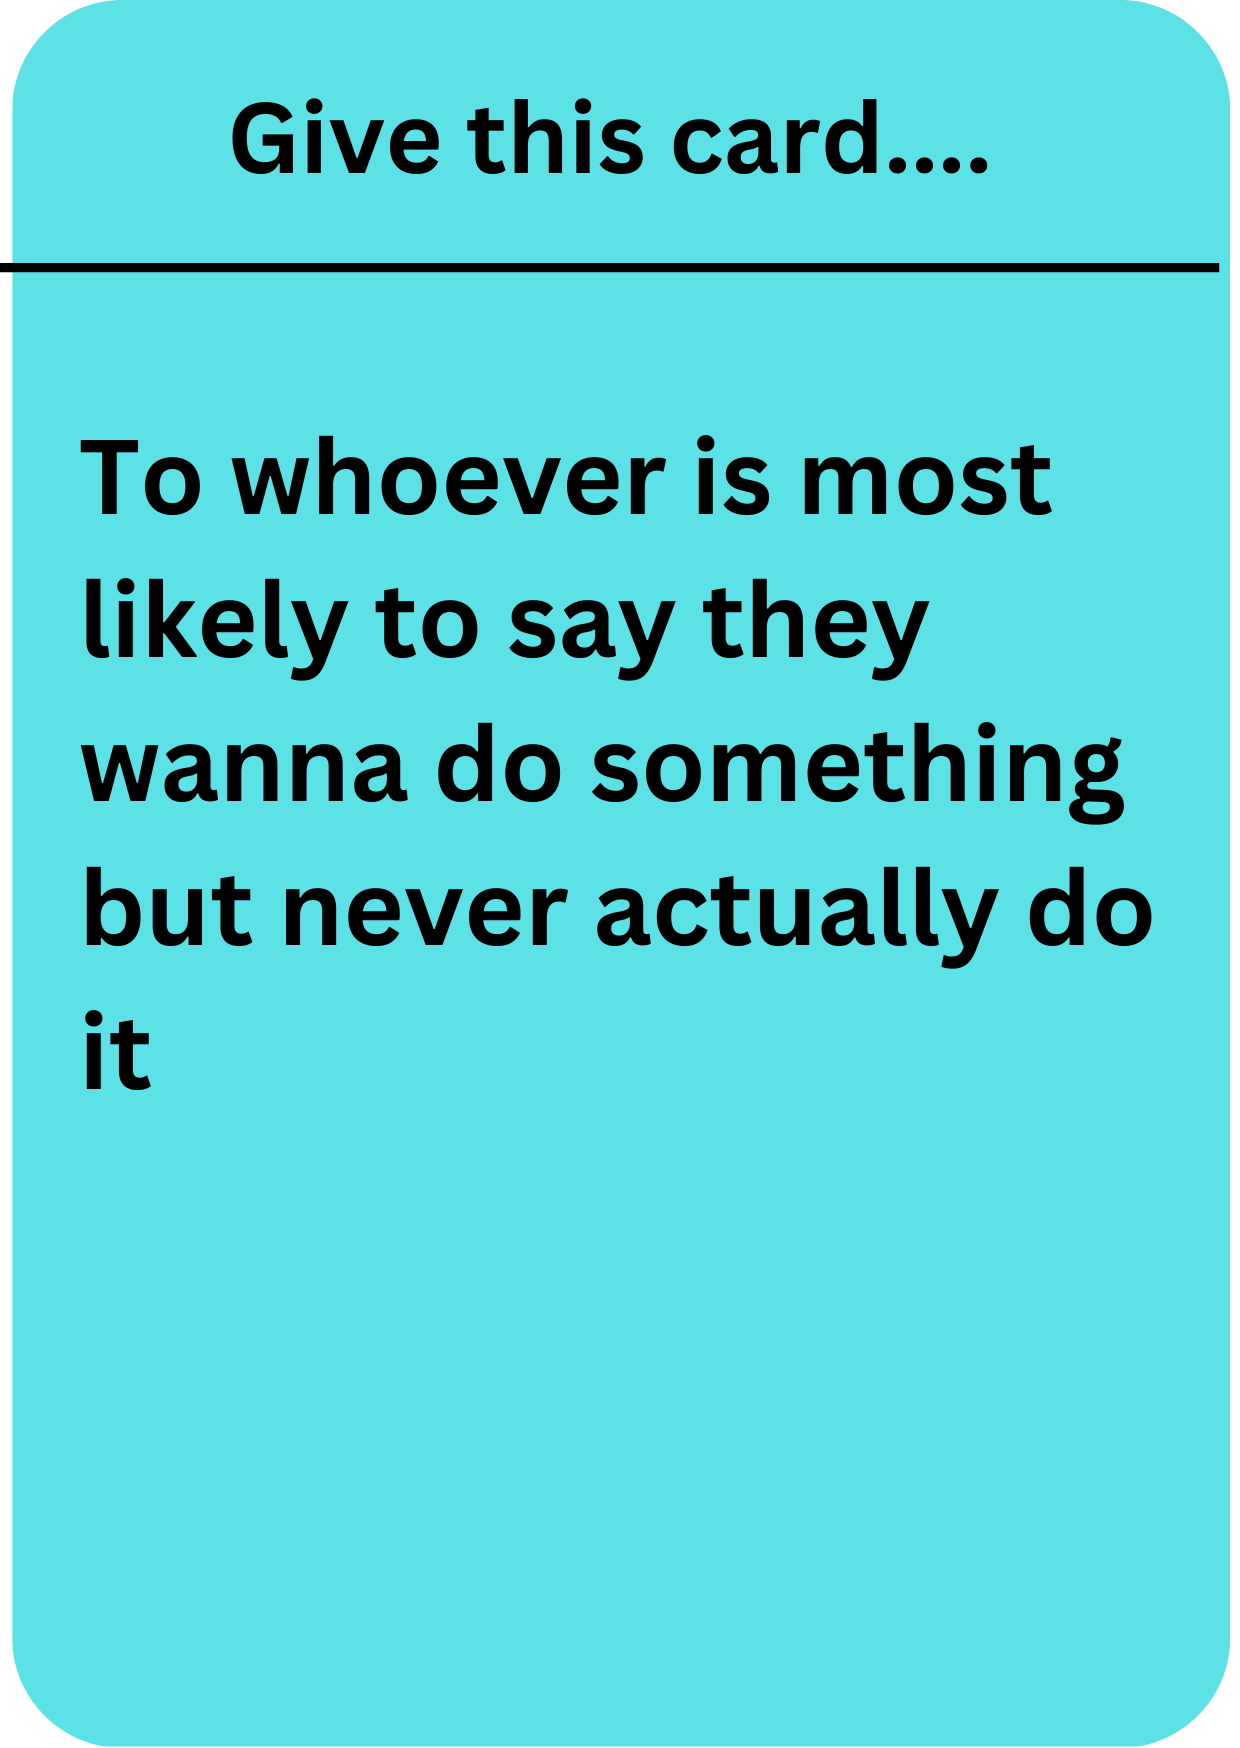 Give this card....
To whoever is most
likely to say they
wanna do something
but never actually do
it